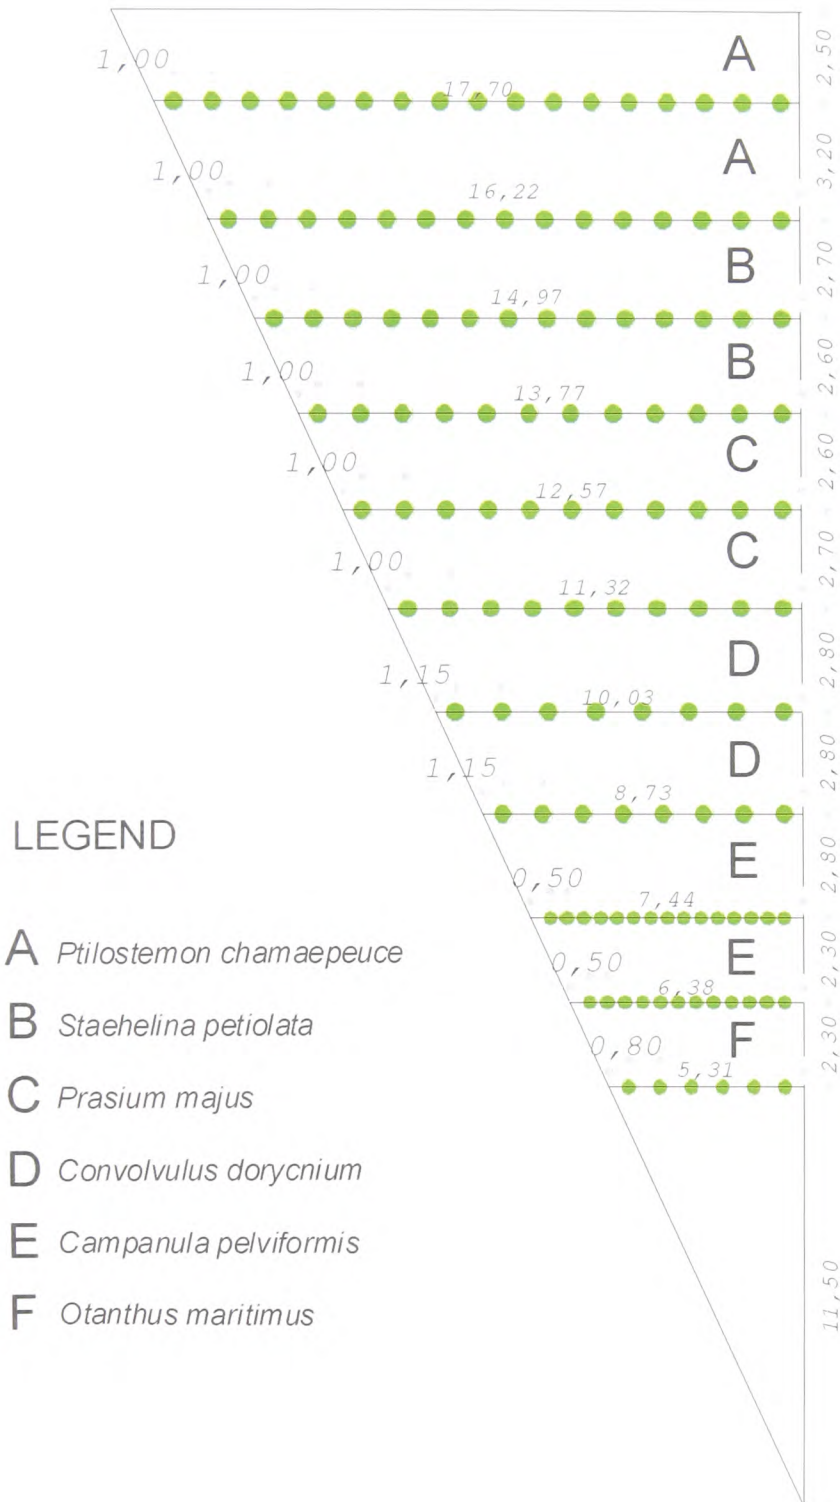 A
2,50
1,00
17,70
A
3,20
1,00
16,22
B
2,70
1,00
14,97
B
2,60
1,00
13,77
C
2,60
1,00
12,57
C
2,70
1,00
11,32
D
2,80
1,15
10,03
D
2,80
1,15
8,73
E
2,80
0,50
7,44
E
2,30
0,50
6,38
F
2,30
0,80
5,31
11,50
LEGEND
A Ptilostemon chamaepeuce
B Staehelina petiolata
C Prasium majus
D Convolvulus dorycnium
E Campanula pelviformis
F Otanthus maritimus